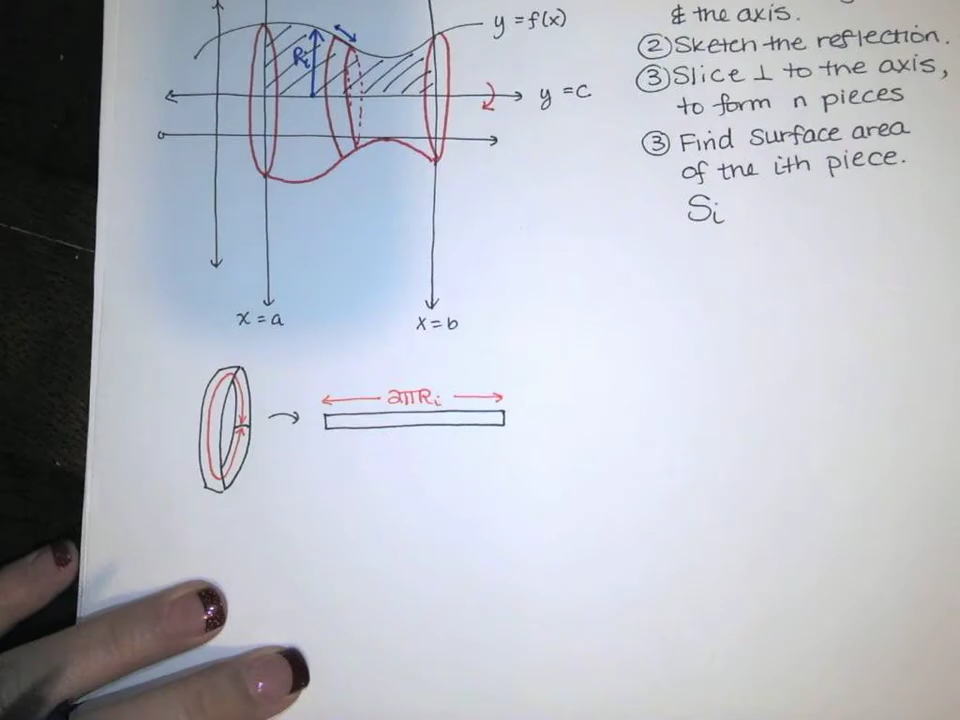 & the axis.
② Sketch the reflection.
③ Slice ⊥ to the axis,
to form n pieces
③ Find surface area
of the ith piece.
Si
y = f(x)
Ri
y = c
x = a
x = b
2πRi